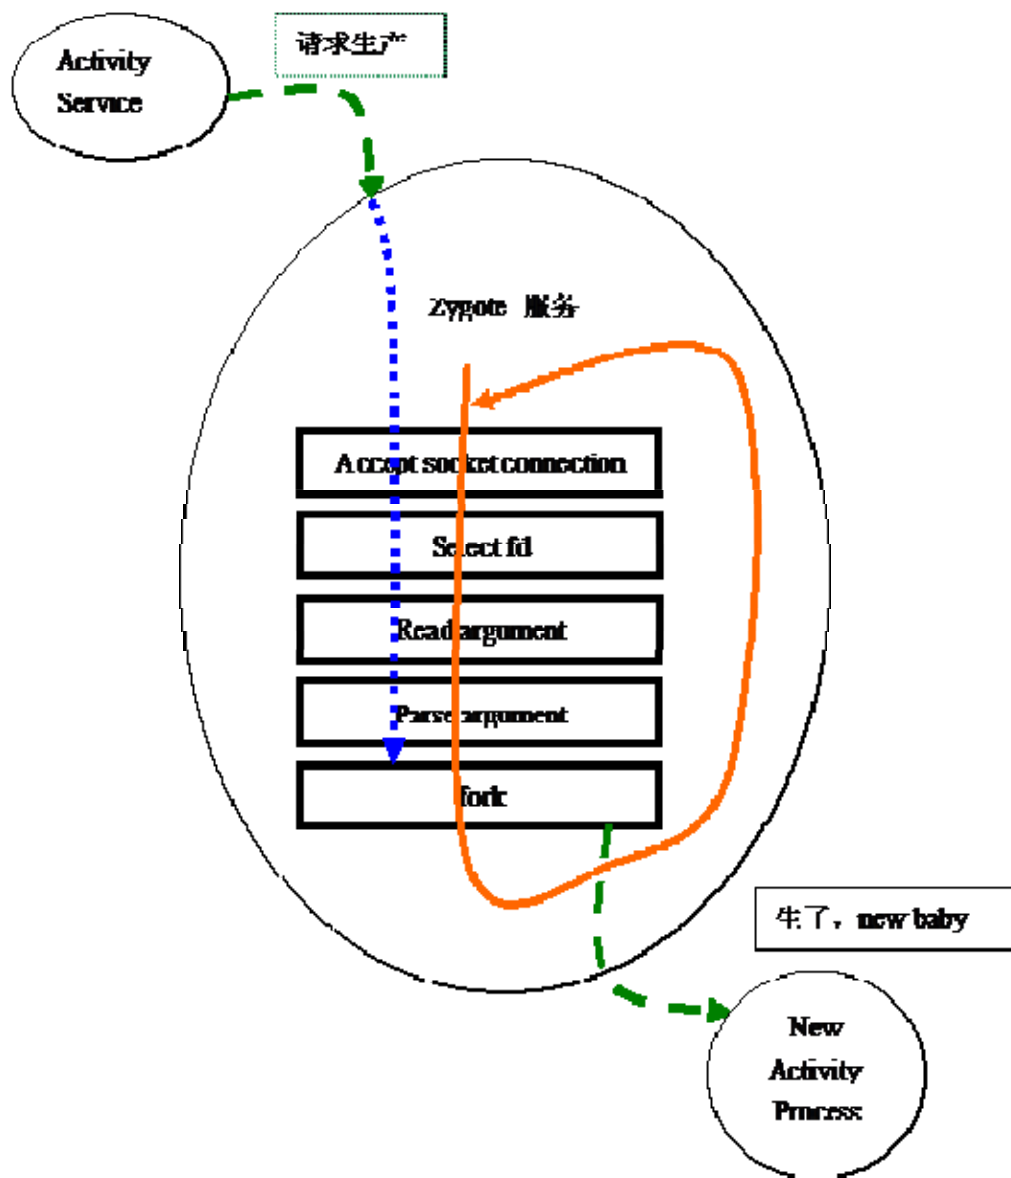 请求生产
Activity
Service
Zygote 服务
Accept socket connection
Select fd
Read argument
Parse argument
fork
生了，new baby
New
Activity
Process